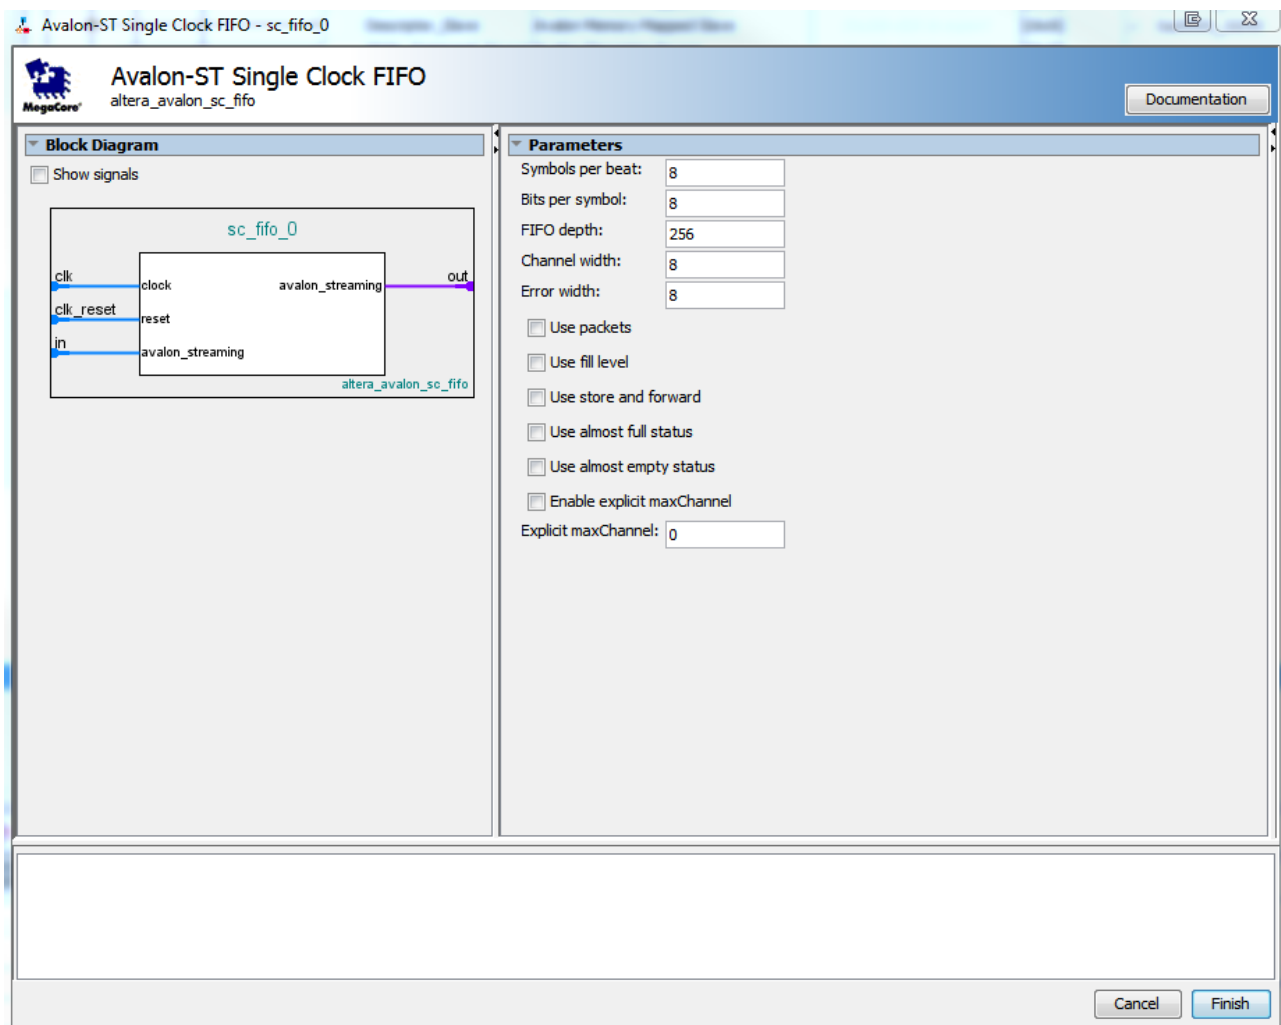 Avalon-ST Single Clock FIFO - sc_fifo_0
MegaCore®
Avalon-ST Single Clock FIFO
altera_avalon_sc_fifo
Documentation
Block Diagram
Show signals
sc_fifo_0
clk
clock
avalon_streaming
out
clk_reset
reset
in
avalon_streaming
altera_avalon_sc_fifo
Parameters
Symbols per beat: 8
Bits per symbol: 8
FIFO depth: 256
Channel width: 8
Error width: 8
Use packets
Use fill level
Use store and forward
Use almost full status
Use almost empty status
Enable explicit maxChannel
Explicit maxChannel: 0
Cancel
Finish